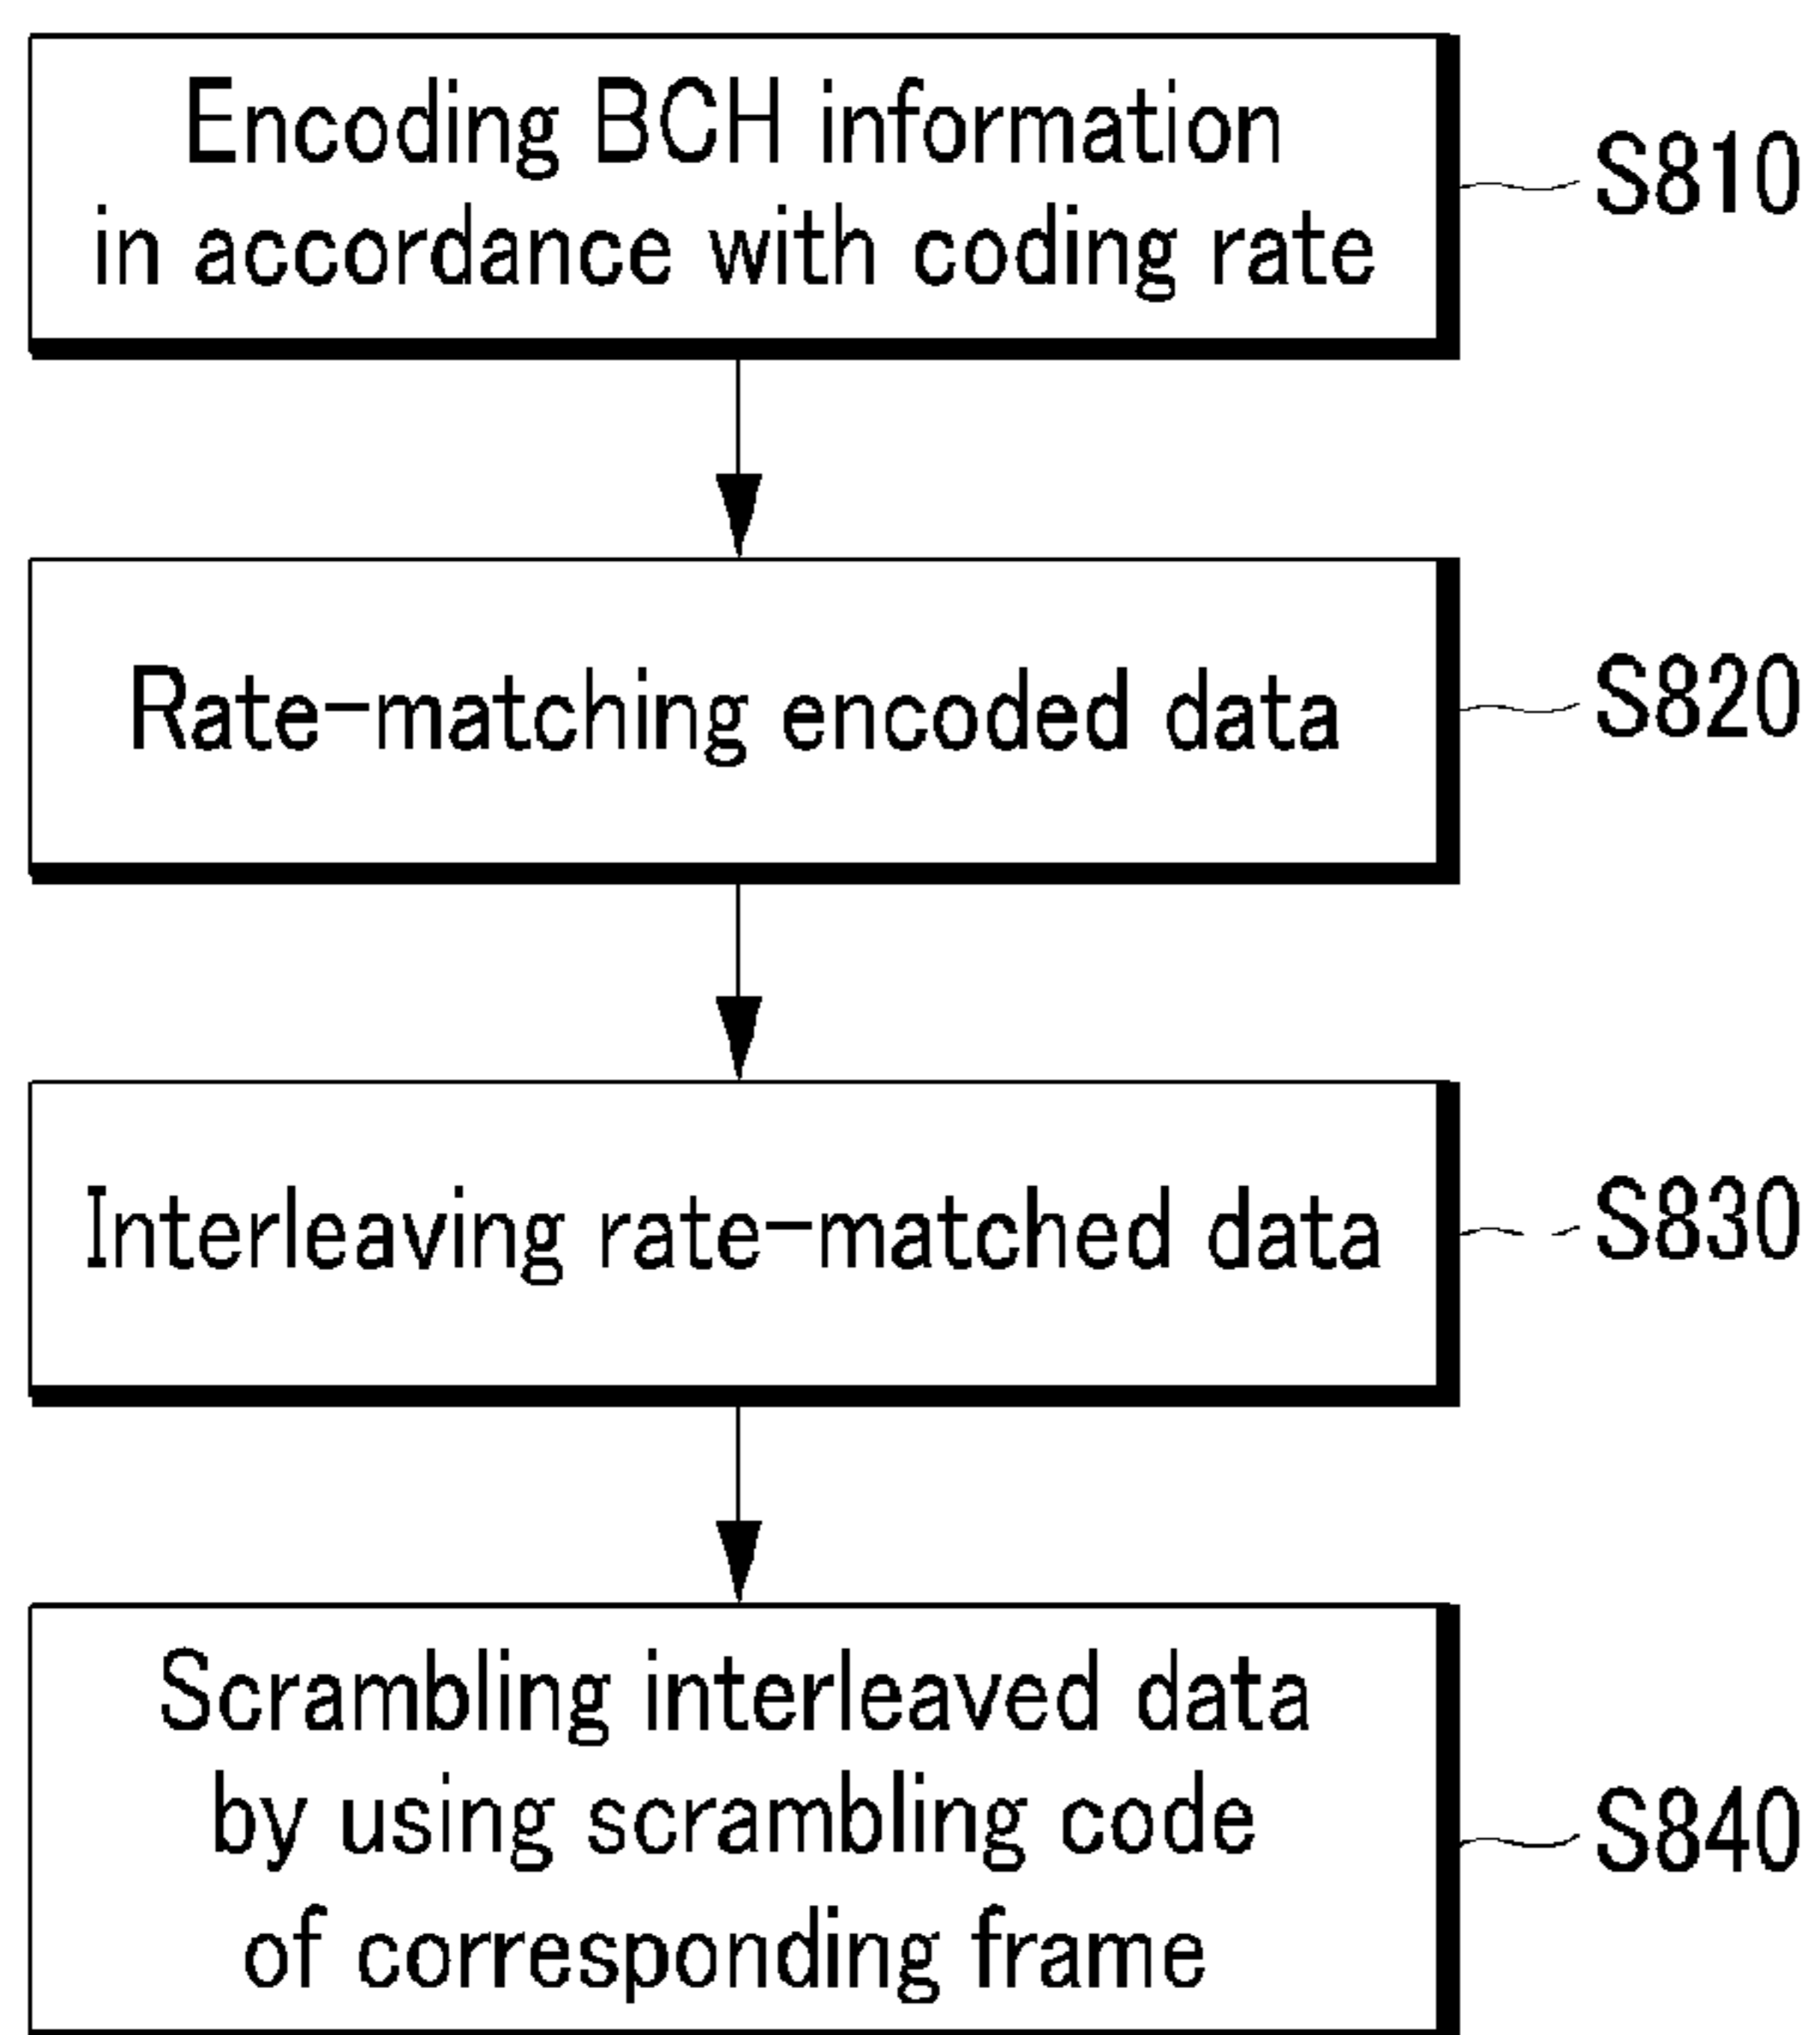 Encoding BCH information
in accordance with coding rate
S810
Rate-matching encoded data
S820
Interleaving rate-matched data
S830
Scrambling interleaved data
by using scrambling code
of corresponding frame
S840